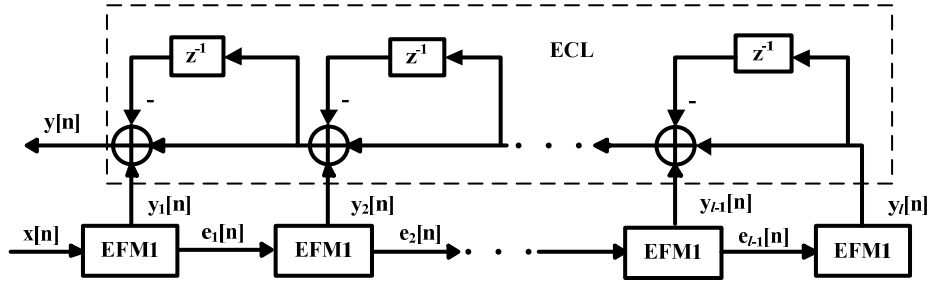 z⁻¹ z⁻¹ ECL z⁻¹
- - -
y[n]
y₁[n] y₂[n] yₗ₋₁[n] yₗ[n]
x[n] EFM1 e₁[n] EFM1 e₂[n] EFM1 eₗ₋₁[n] EFM1